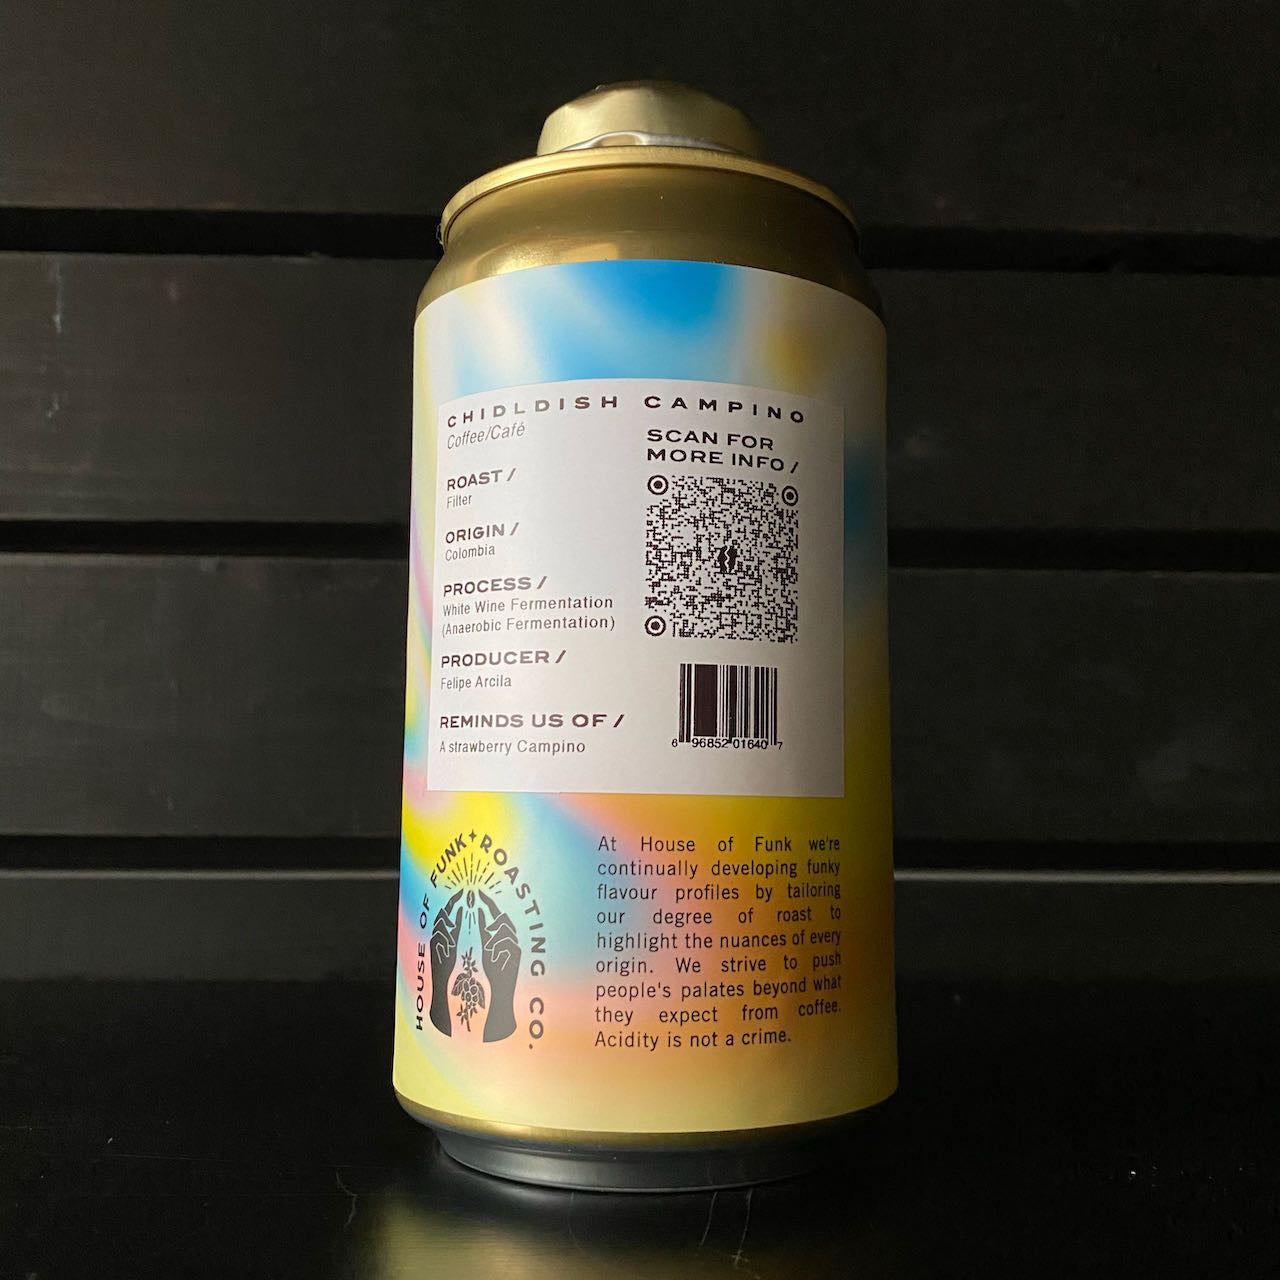 CHIDLDISH CAMPINO
Coffee/Café
ROAST /
Filter
ORIGIN /
Colombia
PROCESS /
White Wine Fermentation
(Anaerobic Fermentation)
PRODUCER /
Felipe Arcila
REMINDS US OF /
A strawberry Campino
SCAN FOR
MORE INFO /
6 96852 01640 7
HOUSE OF FUNK ROASTING CO.
At House of Funk we're
continually developing funky
flavour profiles by tailoring
our degree of roast to
highlight the nuances of every
origin. We strive to push
people's palates beyond what
they expect from coffee.
Acidity is not a crime.